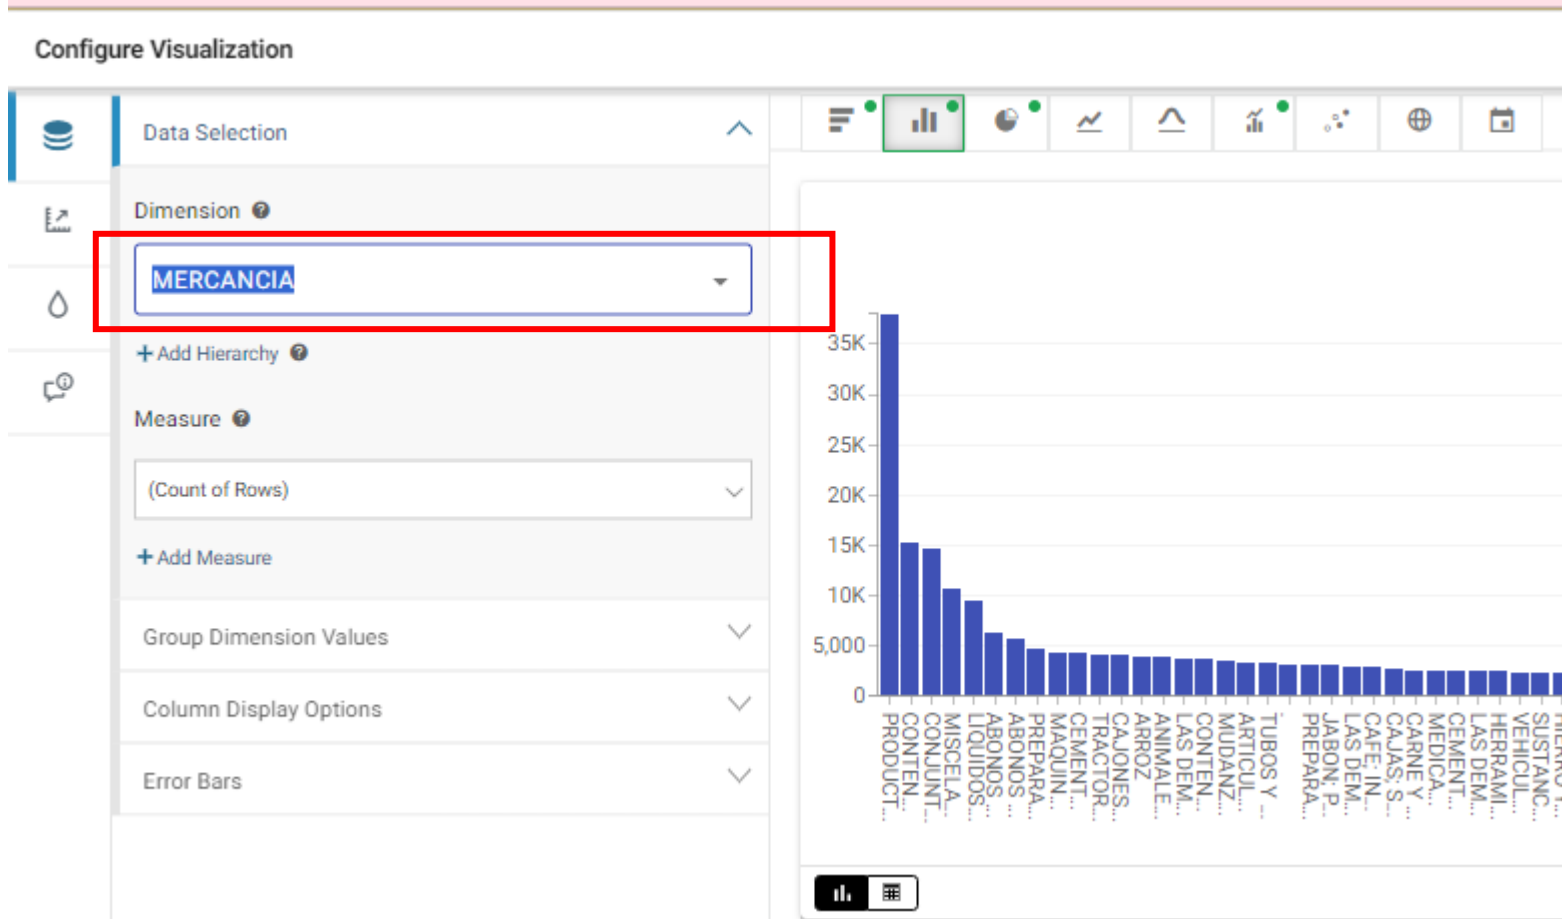 Configure Visualization
Data Selection
Dimension
MERCANCIA
+ Add Hierarchy
Measure
(Count of Rows)
+ Add Measure
Group Dimension Values
Column Display Options
Error Bars
35K
30K
25K
20K
15K
10K
5,000
0
PRODUCT...
CONTEN...
CONJUNT...
MISCELA...
LIQUIDOS...
ABONOS ...
ABONOS ...
PREPARA...
MAQUIN...
CEMENT...
TRACTOR...
CAJONES...
ARROZ
ANIMALE...
LAS DEM...
CONTEN...
MUDANZ...
ARTICUL...
TUBOS Y ...
PREPARA...
JABON; P...
LAS DEM...
CAFE; IN...
CAJAS; S...
CARNE Y ...
MEDICA...
CEMENT...
LAS DEM...
HERRAMI...
VEHICUL...
SUSTANC...
HIERRO Y...